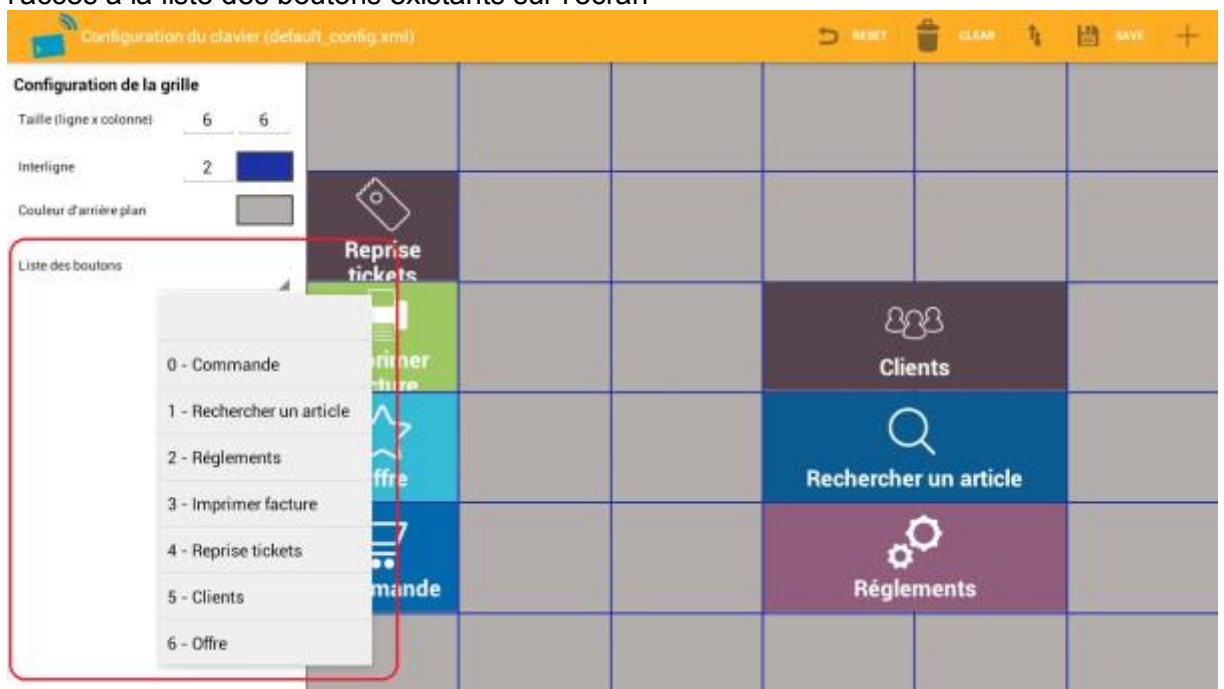 l'accès à la liste des boutons existants sur l'écran
Configuration du clavier (default_config.xml)
RESET
CLEAR
SAVE
Configuration de la grille
Taille (ligne x colonne) 6 6
Interligne 2
Couleur d'arrière plan
Liste des boutons
0 - Commande
1 - Rechercher un article
2 - Réglements
3 - Imprimer facture
4 - Reprise tickets
5 - Clients
6 - Offre
Reprise
tickets
rimer
cture
ffre
mande
Clients
Rechercher un article
Réglements